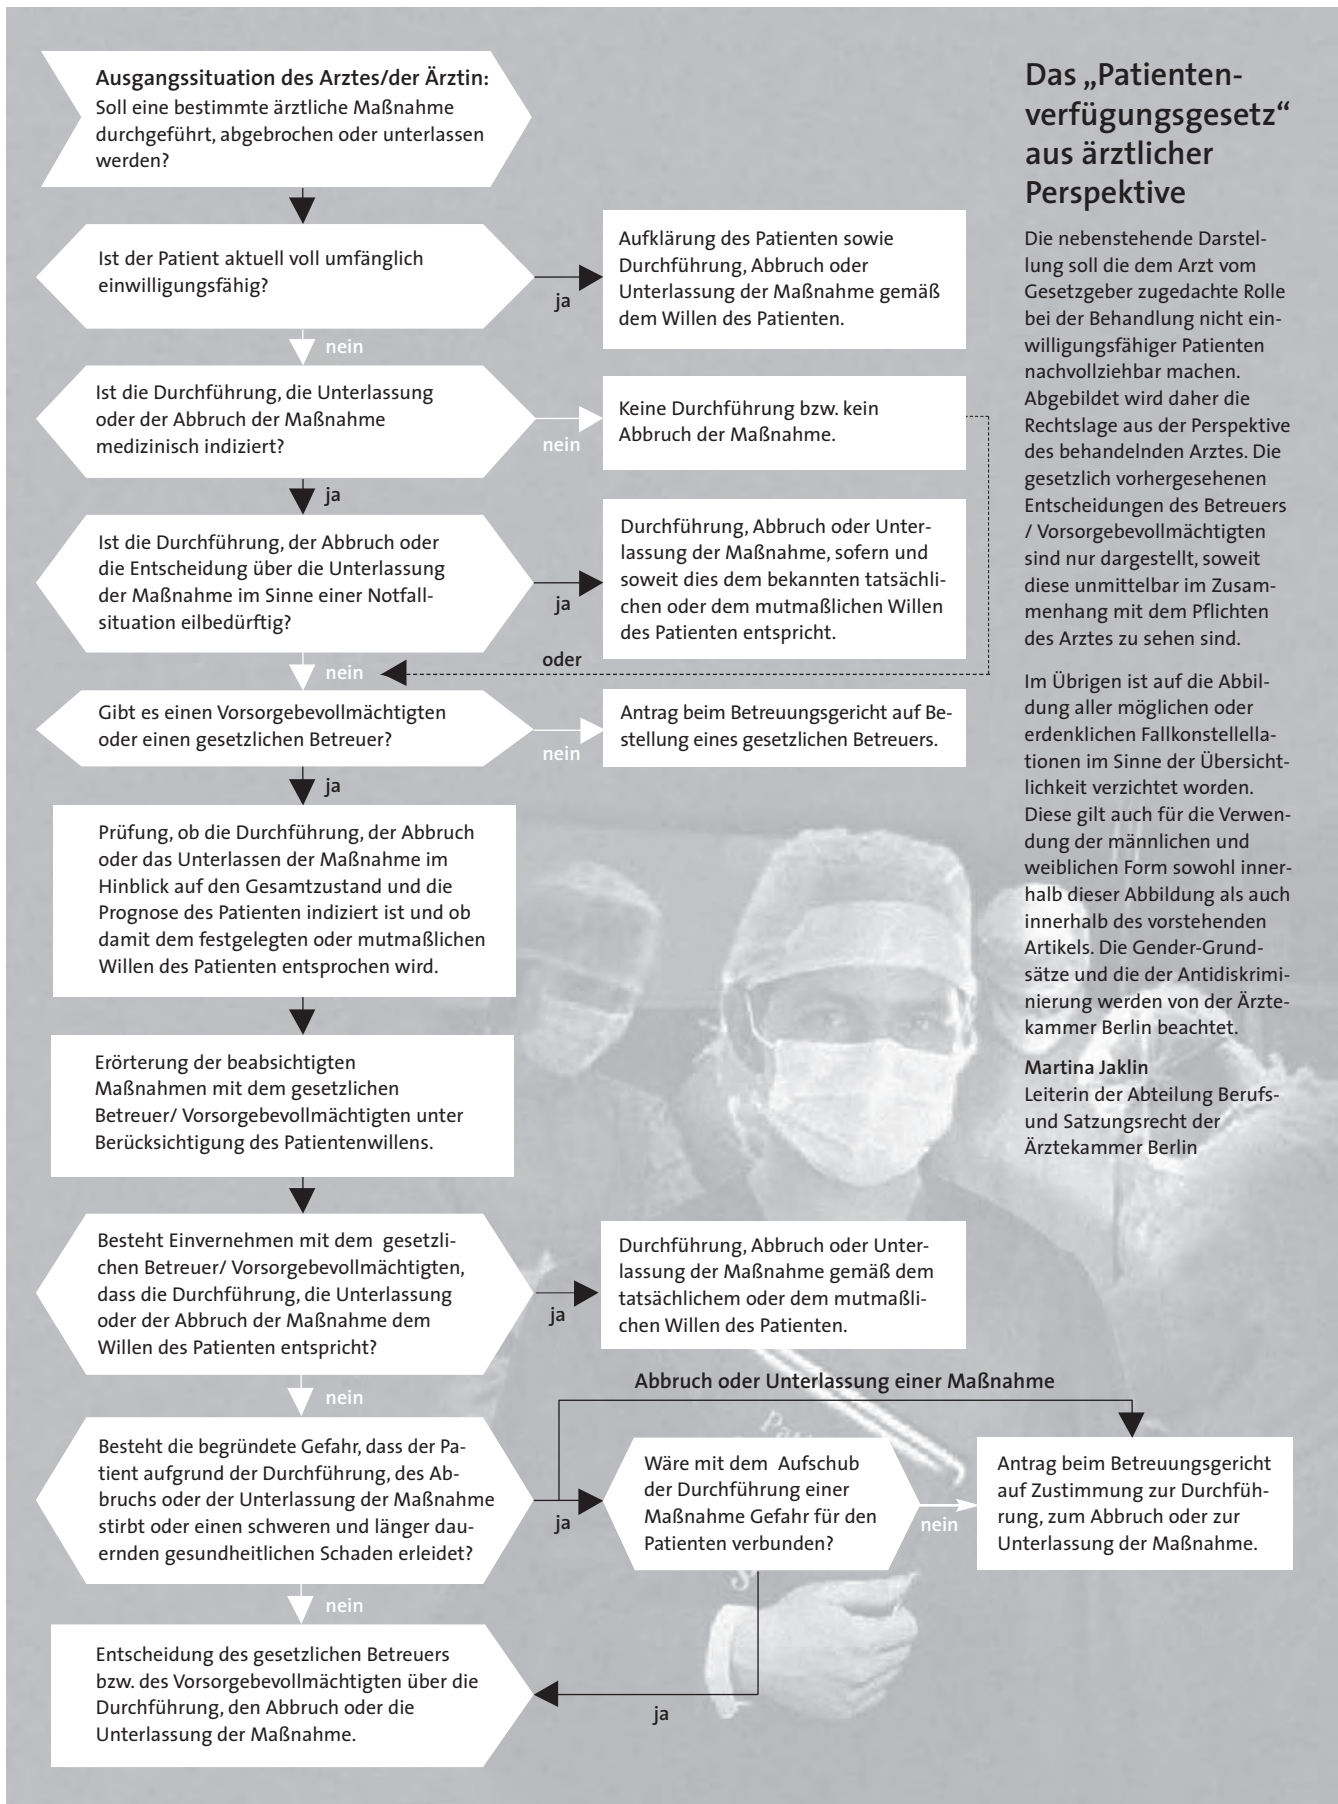 Ausgangssituation des Arztes/der Ärztin:
Soll eine bestimmte ärztliche Maßnahme
durchgeführt, abgebrochen oder unterlassen
werden?
Ist der Patient aktuell voll umfänglich
einwilligungsfähig?
ja
Aufklärung des Patienten sowie
Durchführung, Abbruch oder
Unterlassung der Maßnahme gemäß
dem Willen des Patienten.
nein
Ist die Durchführung, die Unterlassung
oder der Abbruch der Maßnahme
medizinisch indiziert?
nein
Keine Durchführung bzw. kein
Abbruch der Maßnahme.
ja
Ist die Durchführung, der Abbruch oder
die Entscheidung über die Unterlassung
der Maßnahme im Sinne einer Notfall-
situation eilbedürftig?
ja
Durchführung, Abbruch oder Unter-
lassung der Maßnahme, sofern und
soweit dies dem bekannten tatsächli-
chen oder dem mutmaßlichen Willen
des Patienten entspricht.
oder
nein
Gibt es einen Vorsorgebevollmächtigten
oder einen gesetzlichen Betreuer?
nein
Antrag beim Betreuungsgericht auf Be-
stellung eines gesetzlichen Betreuers.
ja
Prüfung, ob die Durchführung, der Abbruch
oder das Unterlassen der Maßnahme im
Hinblick auf den Gesamtzustand und die
Prognose des Patienten indiziert ist und ob
damit dem festgelegten oder mutmaßlichen
Willen des Patienten entsprochen wird.
Erörterung der beabsichtigten
Maßnahmen mit dem gesetzlichen
Betreuer/ Vorsorgebevollmächtigten unter
Berücksichtigung des Patientenwillens.
Besteht Einvernehmen mit dem gesetzli-
chen Betreuer/ Vorsorgebevollmächtigten,
dass die Durchführung, die Unterlassung
oder der Abbruch der Maßnahme dem
Willen des Patienten entspricht?
ja
Durchführung, Abbruch oder Unter-
lassung der Maßnahme gemäß dem
tatsächlichem oder dem mutmaßli-
chen Willen des Patienten.
nein
Abbruch oder Unterlassung einer Maßnahme
Besteht die begründete Gefahr, dass der Pa-
tient aufgrund der Durchführung, des Ab-
bruchs oder der Unterlassung der Maßnahme
stirbt oder einen schweren und länger dau-
ernden gesundheitlichen Schaden erleidet?
ja
Wäre mit dem Aufschub
der Durchführung einer
Maßnahme Gefahr für den
Patienten verbunden?
nein
Antrag beim Betreuungsgericht
auf Zustimmung zur Durchfüh-
rung, zum Abbruch oder zur
Unterlassung der Maßnahme.
nein
Entscheidung des gesetzlichen Betreuers
bzw. des Vorsorgebevollmächtigten über die
Durchführung, den Abbruch oder die
Unterlassung der Maßnahme.
ja
Das „Patienten-
verfügungsgesetz“
aus ärztlicher
Perspektive
Die nebenstehende Darstel-
lung soll die dem Arzt vom
Gesetzgeber zugedachte Rolle
bei der Behandlung nicht ein-
willigungsfähiger Patienten
nachvollziehbar machen.
Abgebildet wird daher die
Rechtslage aus der Perspektive
des behandelnden Arztes. Die
gesetzlich vorhergesehenen
Entscheidungen des Betreuers
/ Vorsorgebevollmächtigten
sind nur dargestellt, soweit
diese unmittelbar im Zusam-
menhang mit dem Pflichten
des Arztes zu sehen sind.
Im Übrigen ist auf die Abbil-
dung aller möglichen oder
erdenklichen Fallkonstellella-
tionen im Sinne der Übersicht-
lichkeit verzichtet worden.
Diese gilt auch für die Verwen-
dung der männlichen und
weiblichen Form sowohl inner-
halb dieser Abbildung als auch
innerhalb des vorstehenden
Artikels. Die Gender-Grund-
sätze und die der Antidiskrimi-
nierung werden von der Ärzte-
kammer Berlin beachtet.
Martina Jaklin
Leiterin der Abteilung Berufs-
und Satzungsrecht der
Ärztekammer Berlin